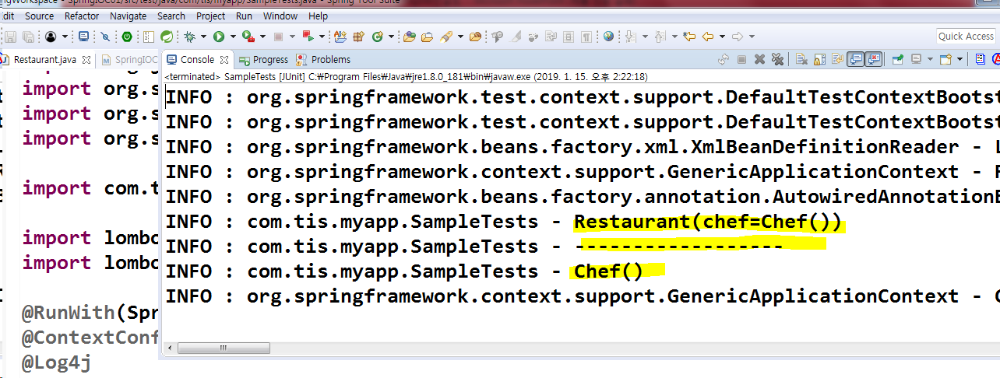 ngWorkspace - SpringIOC01/src/test/java/com/tis/myapp/SampleTests.java - Spring Tool Suite
dit Source Refactor Navigate Search Project Run Window Help
Quick Access
Restaurant.java SpringIOC Console Progress Problems
<terminated> SampleTests [JUnit] C:₩Program Files₩Java₩jre1.8.0_181₩bin₩javaw.exe (2019. 1. 15. 오후 2:22:18)
import org.s
import org.s
import org.s
import com.t
import lombo
import lombo
@RunWith(Spr
@ContextConf
@Log4j
INFO : org.springframework.test.context.support.DefaultTestContextBootst
INFO : org.springframework.test.context.support.DefaultTestContextBootst
INFO : org.springframework.beans.factory.xml.XmlBeanDefinitionReader - L
INFO : org.springframework.context.support.GenericApplicationContext - R
INFO : org.springframework.beans.factory.annotation.AutowiredAnnotationB
INFO : com.tis.myapp.SampleTests - Restaurant(chef=Chef())
INFO : com.tis.myapp.SampleTests - ------------------
INFO : com.tis.myapp.SampleTests - Chef()
INFO : org.springframework.context.support.GenericApplicationContext - C